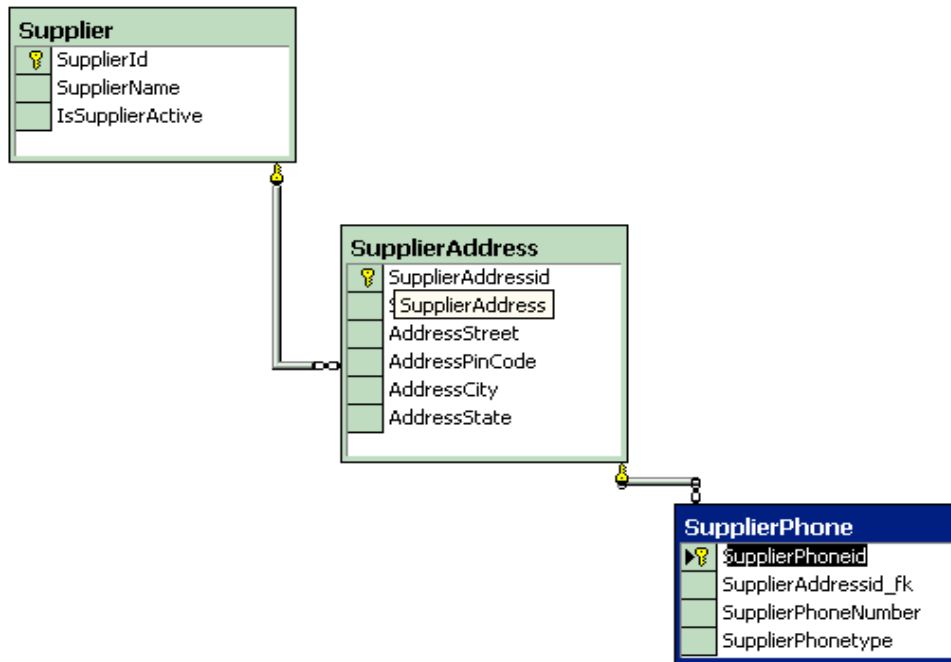 Supplier
SupplierId
SupplierName
IsSupplierActive
SupplierAddress
SupplierAddressid
SupplierAddress
AddressStreet
AddressPinCode
AddressCity
AddressState
SupplierPhone
SupplierPhoneid
SupplierAddressid_fk
SupplierPhoneNumber
SupplierPhonetype